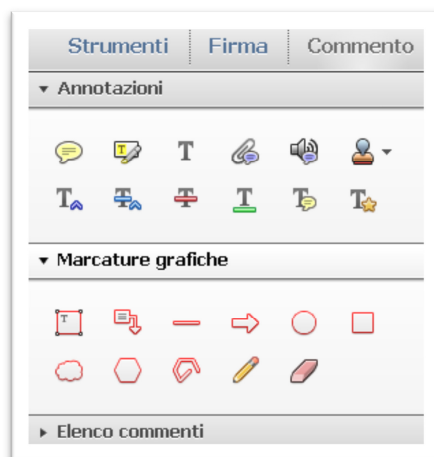 Strumenti Firma Commento
Annotazioni
T T
T T T T T T
Marcature grafiche
T
Elenco commenti